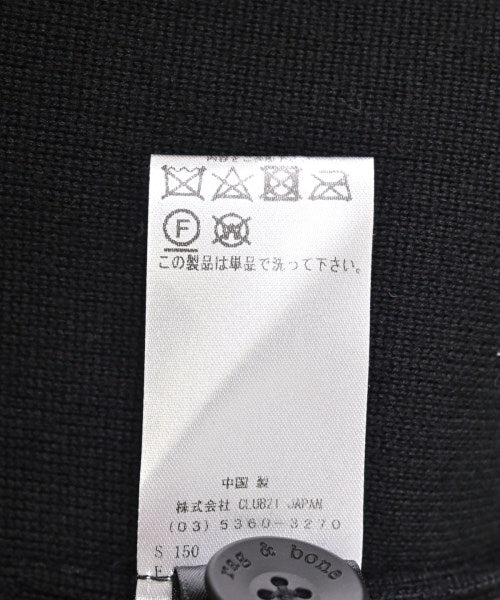 F W
この製品は単品で洗って下さい。
中国 製
株式会社 CLUB21 JAPAN
(03) 5360-3270
S 150
rag & bone